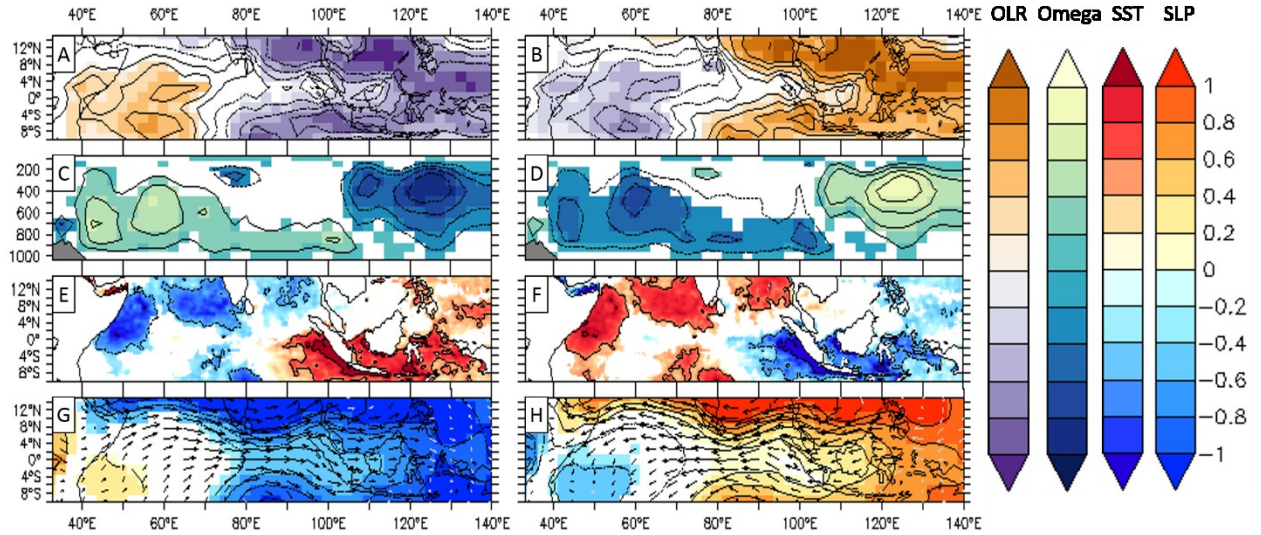 40°E 60°E 80°E 100°E 120°E 140°E 40°E 60°E 80°E 100°E 120°E 140°E OLR Omega SST SLP
A B
12°N
8°N
4°N
0°
4°S
8°S
C D
200
400
600
800
1000
E F
12°N
8°N
4°N
0°
4°S
8°S
G H
12°N
8°N
4°N
0°
4°S
8°S
40°E 60°E 80°E 100°E 120°E 140°E 40°E 60°E 80°E 100°E 120°E 140°E
1
0.8
0.6
0.4
0.2
0
−0.2
−0.4
−0.6
−0.8
−1